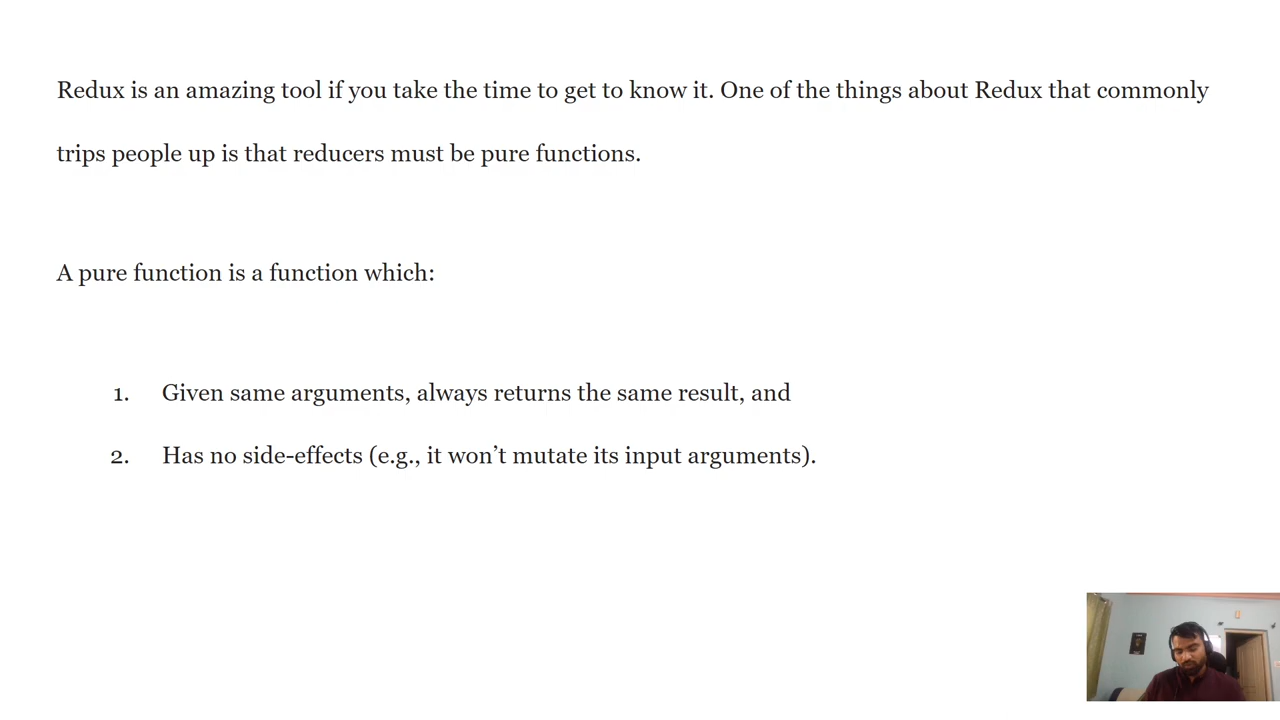 Redux is an amazing tool if you take the time to get to know it. One of the things about Redux that commonly
trips people up is that reducers must be pure functions.
A pure function is a function which:
1. Given same arguments, always returns the same result, and
2. Has no side-effects (e.g., it won’t mutate its input arguments).